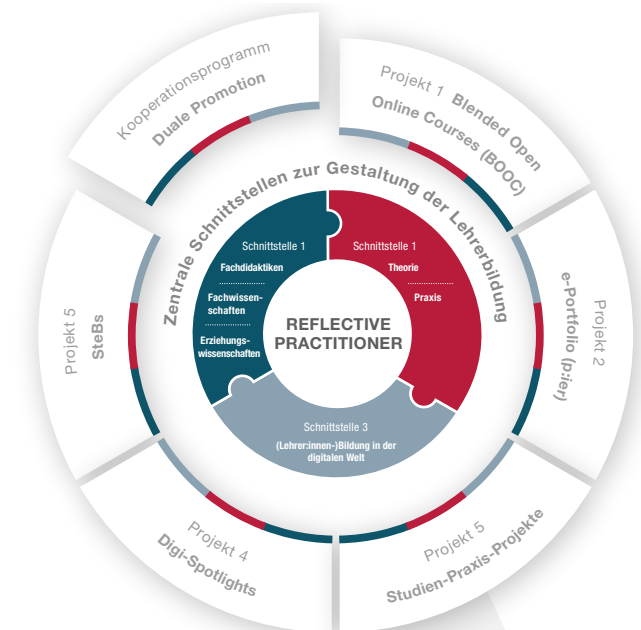 Kooperationsprogramm
Duale Promotion
Projekt 1 Blended Open
Online Courses (BOOC)
Projekt 2
e-Portfolio (p:ier)
Projekt 5
Studien-Praxis-Projekte
Projekt 4
Digi-Spotlights
Projekt 5
SteBs
Zentrale Schnittstellen zur Gestaltung der Lehrerbildung
Schnittstelle 1
Fachdidaktiken
Fachwissen-
schaften
Erziehungs-
wissenschaften
Schnittstelle 1
Theorie
Praxis
Schnittstelle 3
(Lehrer:innen-)Bildung in der
digitalen Welt
REFLECTIVE
PRACTITIONER